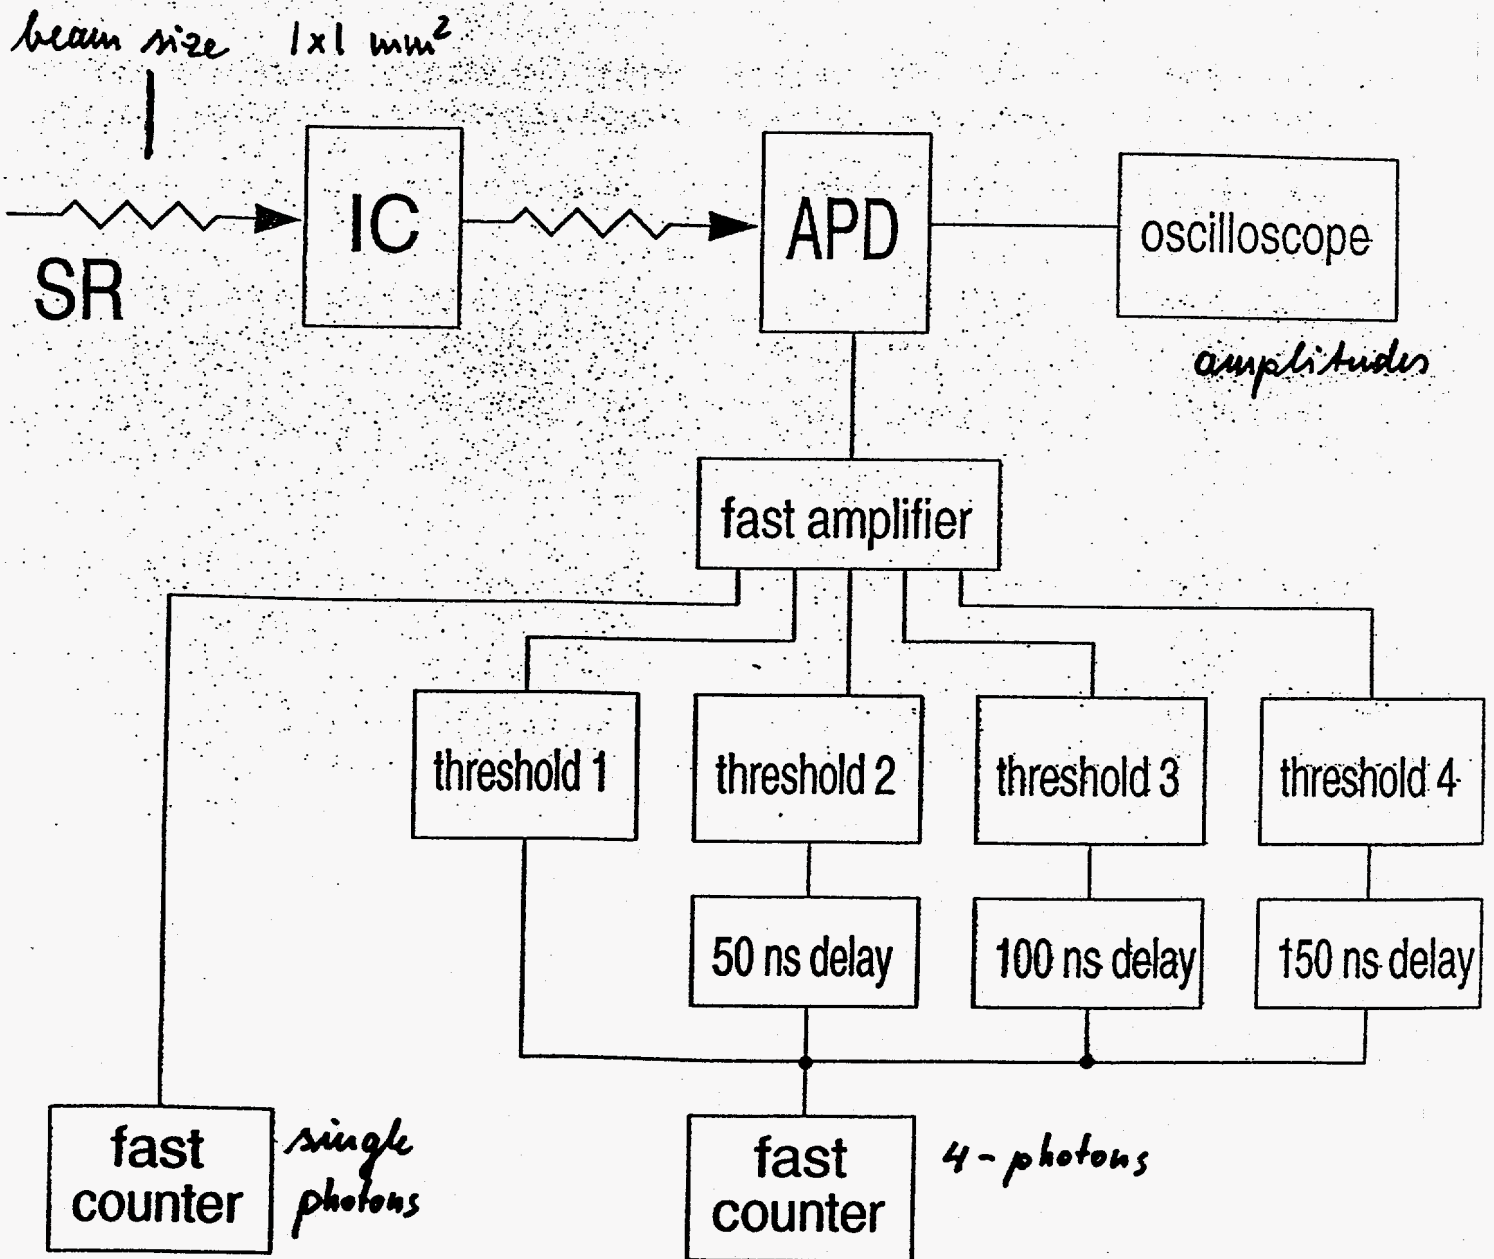 beam size 1x1 mm²
IC
APD
oscilloscope
SR
amplitudes
fast amplifier
threshold 1
threshold 2
threshold 3
threshold 4
50 ns delay
100 ns delay
150 ns delay
fast
counter
single
photons
fast
counter
4-photons